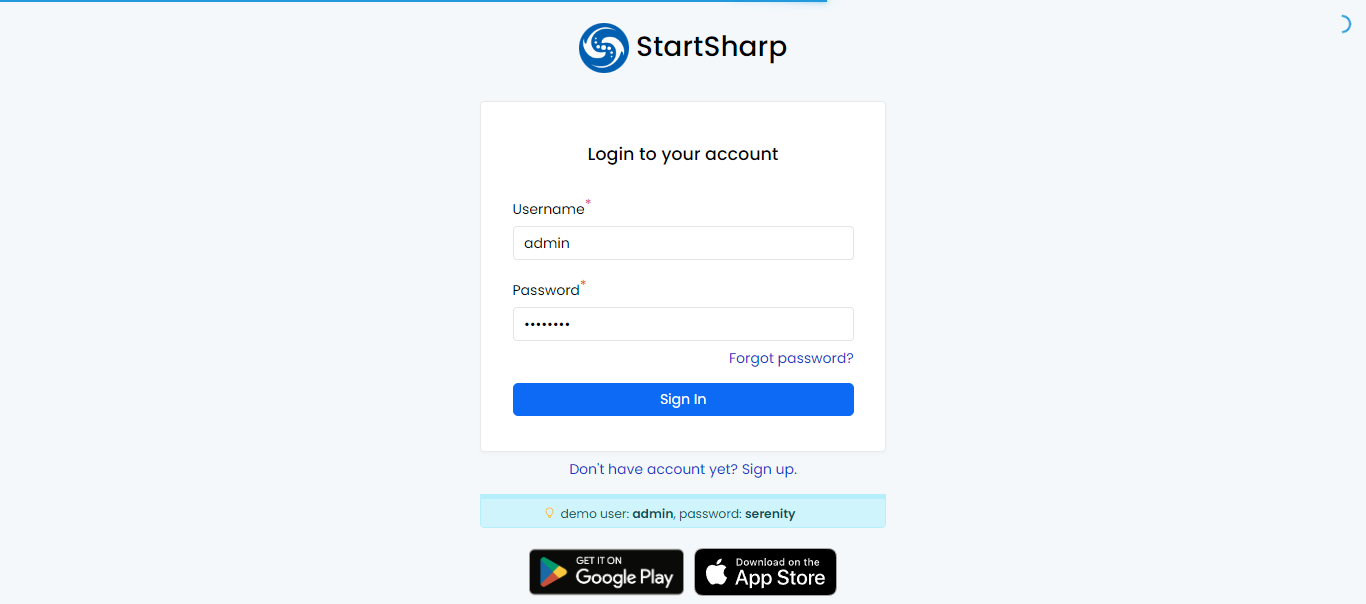 StartSharp
Login to your account
Username*
admin
Password*
••••••••
Forgot password?
Sign In
Don't have account yet? Sign up.
demo user: admin, password: serenity
GET IT ON
Google Play
Download on the
App Store